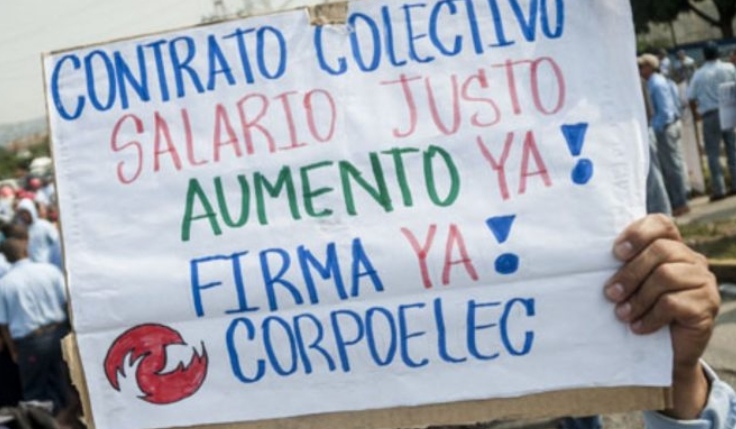 CONTRATO COLECTIVO
SALARIO JUSTO
AUMENTO YA!
FIRMA YA!
CORPOELEC